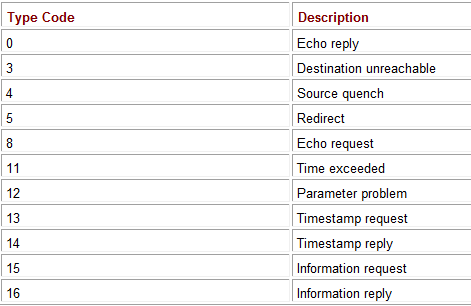 Type Code Description
0 Echo reply
3 Destination unreachable
4 Source quench
5 Redirect
8 Echo request
11 Time exceeded
12 Parameter problem
13 Timestamp request
14 Timestamp reply
15 Information request
16 Information reply